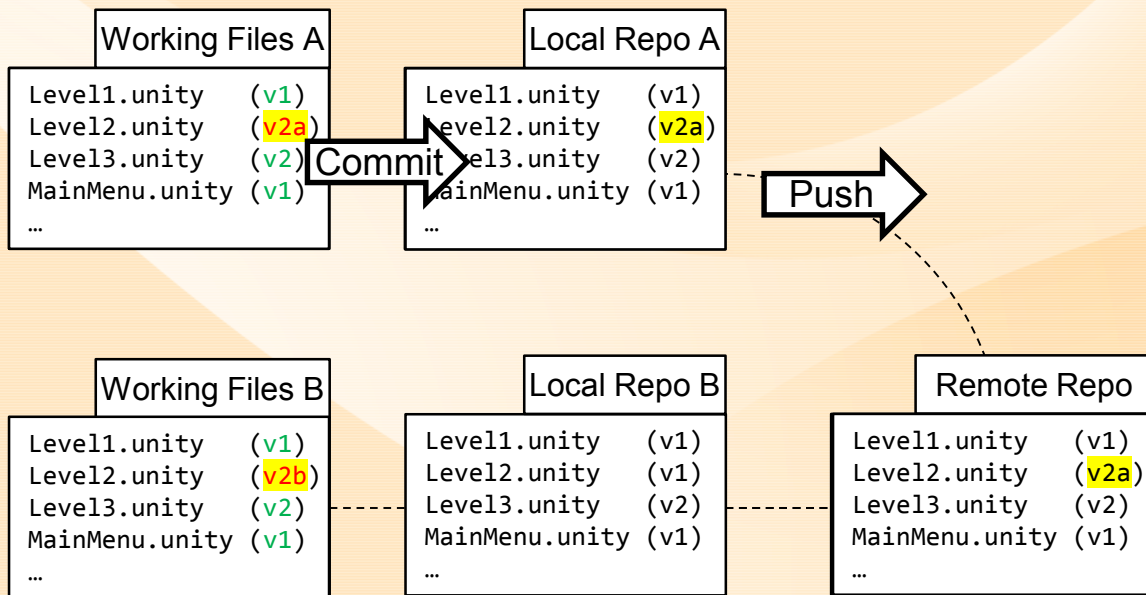 Working Files A
Level1.unity (v1)
Level2.unity (v2a)
Level3.unity (v2)
MainMenu.unity (v1)
…
Commit
Local Repo A
Level1.unity (v1)
Level2.unity (v2a)
el3.unity (v2)
MainMenu.unity (v1)
…
Push
Working Files B
Level1.unity (v1)
Level2.unity (v2b)
Level3.unity (v2)
MainMenu.unity (v1)
…
Local Repo B
Level1.unity (v1)
Level2.unity (v1)
Level3.unity (v2)
MainMenu.unity (v1)
…
Remote Repo
Level1.unity (v1)
Level2.unity (v2a)
Level3.unity (v2)
MainMenu.unity (v1)
…